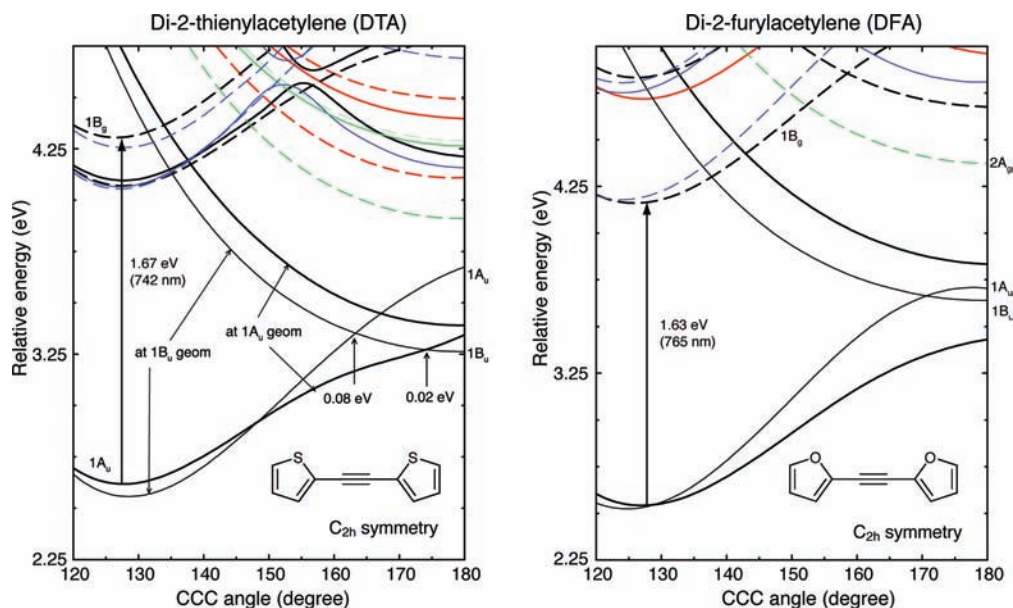 Di-2-thienylacetylene (DTA)
Relative energy (eV)
4.25
3.25
2.25
120 130 140 150 160 170 180
CCC angle (degree)
1Bg
1.67 eV
(742 nm)
at 1Bu geom
at 1Au geom
1Au
1Au
1Bu
0.08 eV
0.02 eV
S
S
C2h symmetry
Di-2-furylacetylene (DFA)
Relative energy (eV)
4.25
3.25
2.25
120 130 140 150 160 170 180
CCC angle (degree)
1Bg
2Ag
1Au
1Bu
1.63 eV
(765 nm)
O
O
C2h symmetry